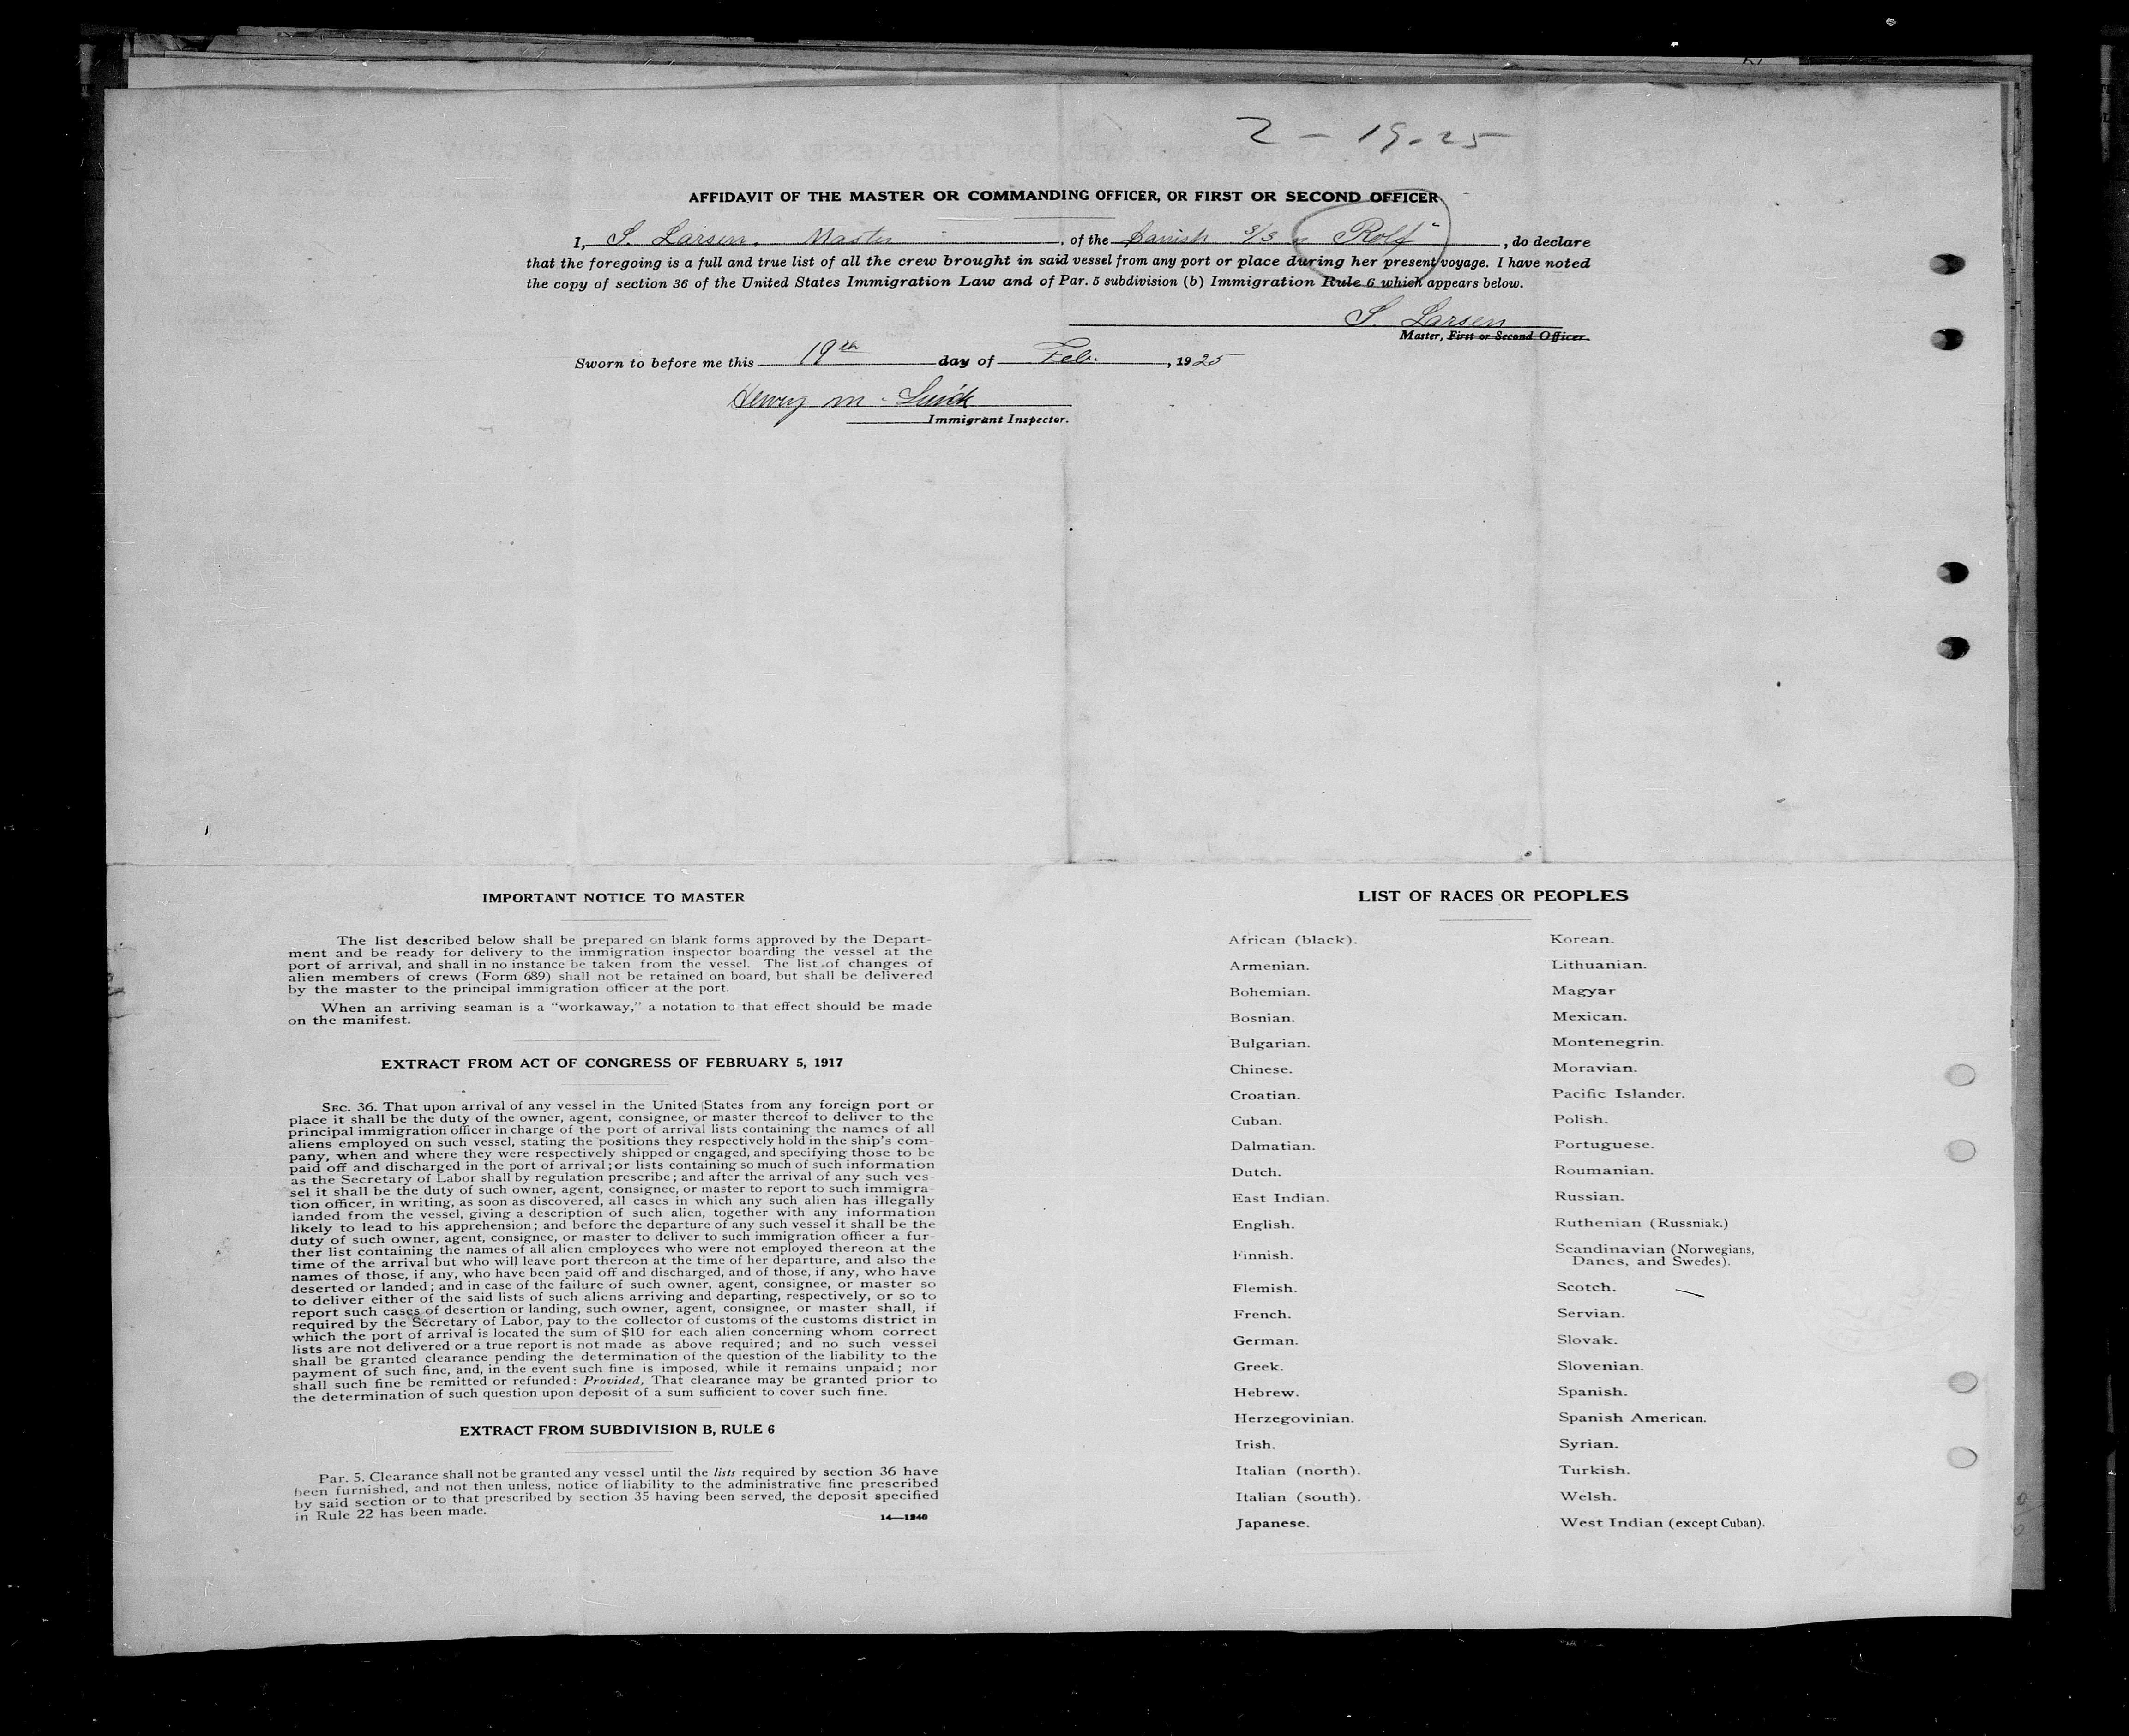 2 - 19-25
AFFIDAVIT OF THE MASTER OR COMMANDING OFFICER, OR FIRST OR SECOND OFFICER
I, S. Larsen, Master, of the Danish S/S "Rolf", do declare
that the foregoing is a full and true list of all the crew brought in said vessel from any port or place during her present voyage. I have noted
the copy of section 36 of the United States Immigration Law and of Par. 5 subdivision (b) Immigration Rule 6 which appears below.
S. Larsen
Master, First or Second Officer.
Sworn to before me this 19th day of Feb., 1925
Henry M.
Immigrant Inspector.
IMPORTANT NOTICE TO MASTER
The list described below shall be prepared on blank forms approved by the Depart-
ment and be ready for delivery to the immigration inspector boarding the vessel at the
port of arrival, and shall in no instance be taken from the vessel. The list of changes of
alien members of crews (Form 689) shall not be retained on board, but shall be delivered
by the master to the principal immigration officer at the port.
When an arriving seaman is a "workaway," a notation to that effect should be made
on the manifest.
EXTRACT FROM ACT OF CONGRESS OF FEBRUARY 5, 1917
SEC. 36. That upon arrival of any vessel in the United States from any foreign port or
place it shall be the duty of the owner, agent, consignee, or master thereof to deliver to the
principal immigration officer in charge of the port of arrival lists containing the names of all
aliens employed on such vessel, stating the positions they respectively hold in the ship's com-
pany, when and where they were respectively shipped or engaged, and specifying those to be
paid off and discharged in the port of arrival; or lists containing so much of such information
as the Secretary of Labor shall by regulation prescribe; and after the arrival of any such ves-
sel it shall be the duty of such owner, agent, consignee, or master to report to such immigra-
tion officer, in writing, as soon as discovered, all cases in which any such alien has illegally
landed from the vessel, giving a description of such alien, together with any information
likely to lead to his apprehension; and before the departure of any such vessel it shall be the
duty of such owner, agent, consignee, or master to deliver to such immigration officer a fur-
ther list containing the names of all alien employees who were not employed thereon at the
time of the arrival but who will leave port thereon at the time of her departure, and also the
names of those, if any, who have been paid off and discharged, and of those, if any, who have
deserted or landed; and in case of the failure of such owner, agent, consignee, or master so
to deliver either of the said lists of such aliens arriving and departing, respectively, or so to
report such cases of desertion or landing, such owner, agent, consignee, or master shall, if
required by the Secretary of Labor, pay to the collector of customs of the customs district in
which the port of arrival is located the sum of $10 for each alien concerning whom correct
lists are not delivered or a true report is not made as above required; and no such vessel
shall be granted clearance pending the determination of the question of the liability to the
payment of such fine, and, in the event such fine is imposed, while it remains unpaid; nor
shall such fine be remitted or refunded: Provided, That clearance may be granted prior to
the determination of such question upon deposit of a sum sufficient to cover such fine.
EXTRACT FROM SUBDIVISION B, RULE 6
Par. 5. Clearance shall not be granted any vessel until the lists required by section 36 have
been furnished, and not then unless, notice of liability to the administrative fine prescribed
by said section or to that prescribed by section 35 having been served, the deposit specified
in Rule 22 has been made.
14—1240
LIST OF RACES OR PEOPLES
African (black).
Armenian.
Bohemian.
Bosnian.
Bulgarian.
Chinese.
Croatian.
Cuban.
Dalmatian.
Dutch.
East Indian.
English.
Finnish.
Flemish.
French.
German.
Greek.
Hebrew.
Herzegovinian.
Irish.
Italian (north).
Italian (south).
Japanese.
Korean.
Lithuanian.
Magyar
Mexican.
Montenegrin.
Moravian.
Pacific Islander.
Polish.
Portuguese.
Roumanian.
Russian.
Ruthenian (Russniak.)
Scandinavian (Norwegians,
Danes, and Swedes).
Scotch.
Servian.
Slovak.
Slovenian.
Spanish.
Spanish American.
Syrian.
Turkish.
Welsh.
West Indian (except Cuban).